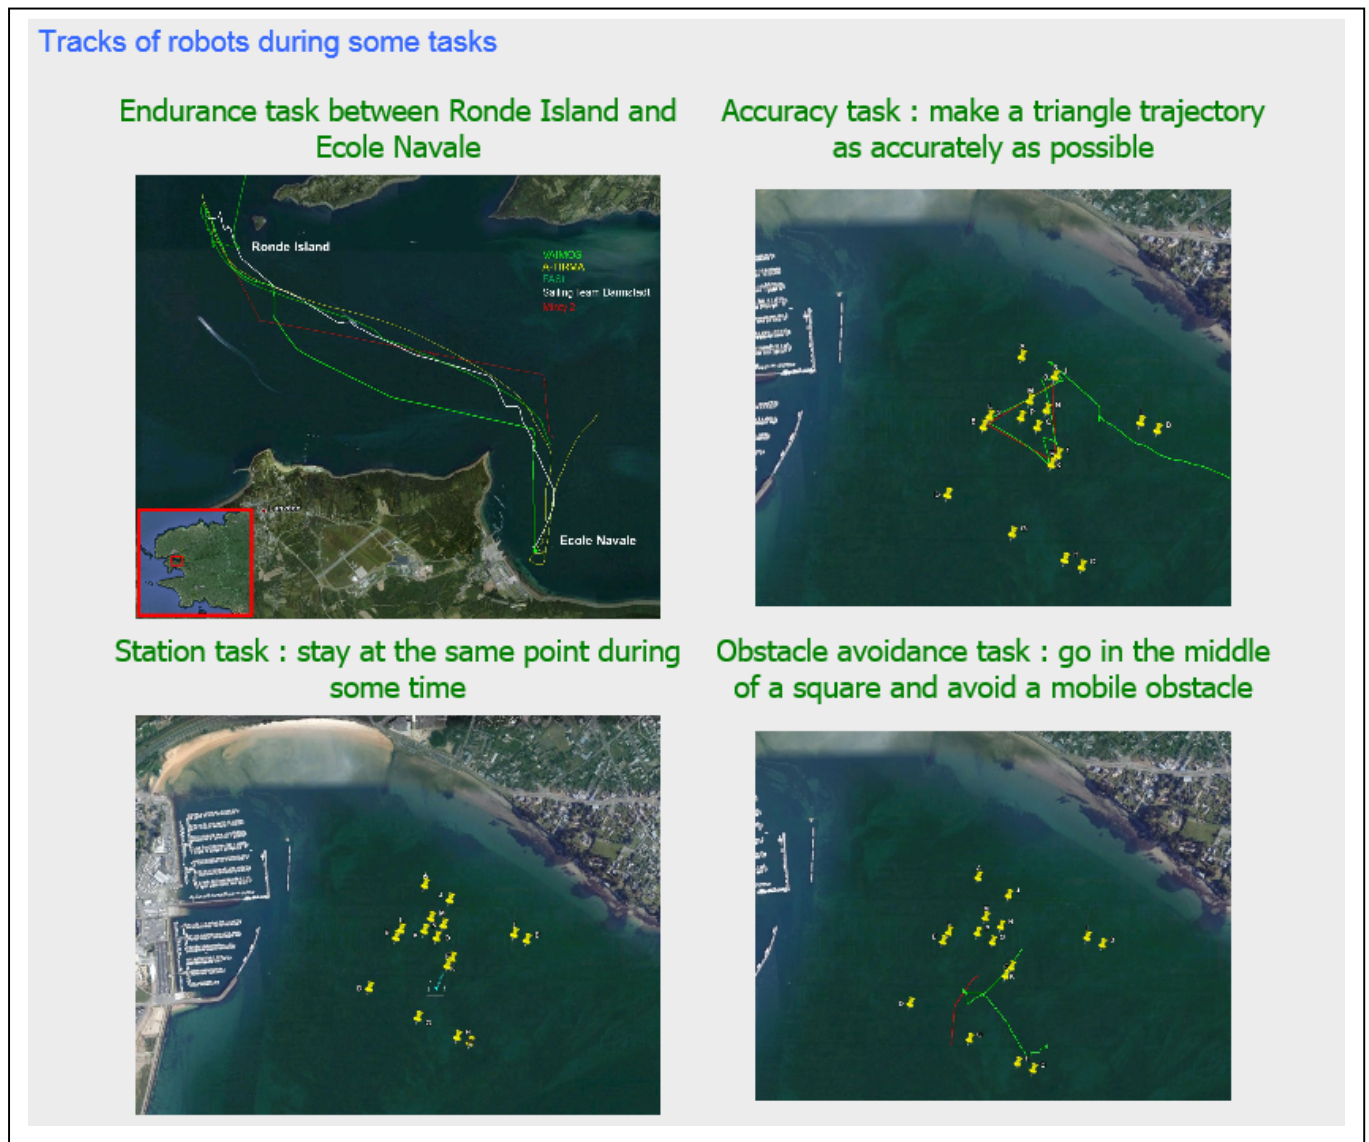 Tracks of robots during some tasks
Endurance task between Ronde Island and
Ecole Navale
Accuracy task : make a triangle trajectory
as accurately as possible
Ronde Island
VAIMOS
A-TIRMA
FASt
Sailing Team Darmstadt
Ecole Navale
Station task : stay at the same point during
some time
Obstacle avoidance task : go in the middle
of a square and avoid a mobile obstacle